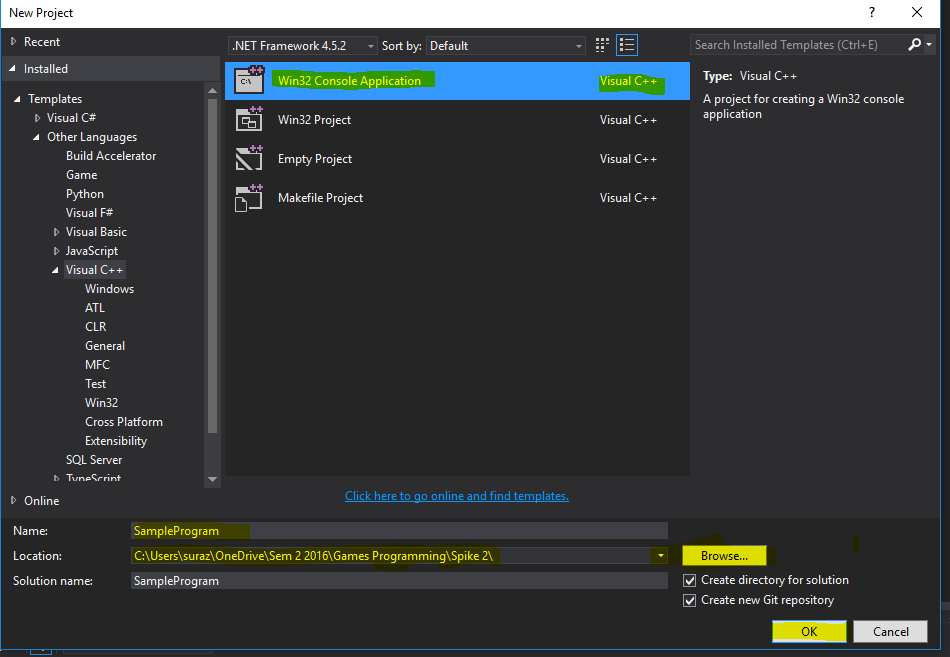 New Project
?
Recent
.NET Framework 4.5.2
Sort by:
Default
Search Installed Templates (Ctrl+E)
Installed
Templates
Visual C#
Other Languages
Build Accelerator
Game
Python
Visual F#
Visual Basic
JavaScript
Visual C++
Windows
ATL
CLR
General
MFC
Test
Win32
Cross Platform
Extensibility
SQL Server
TypeScript
Online
C:\
Win32 Console Application Visual C++
Win32 Project Visual C++
Empty Project Visual C++
Makefile Project Visual C++
Type: Visual C++
A project for creating a Win32 console
application
Click here to go online and find templates.
Name: SampleProgram
Location: C:\Users\suraz\OneDrive\Sem 2 2016\Games Programming\Spike 2\
Browse...
Solution name: SampleProgram
Create directory for solution
Create new Git repository
OK
Cancel